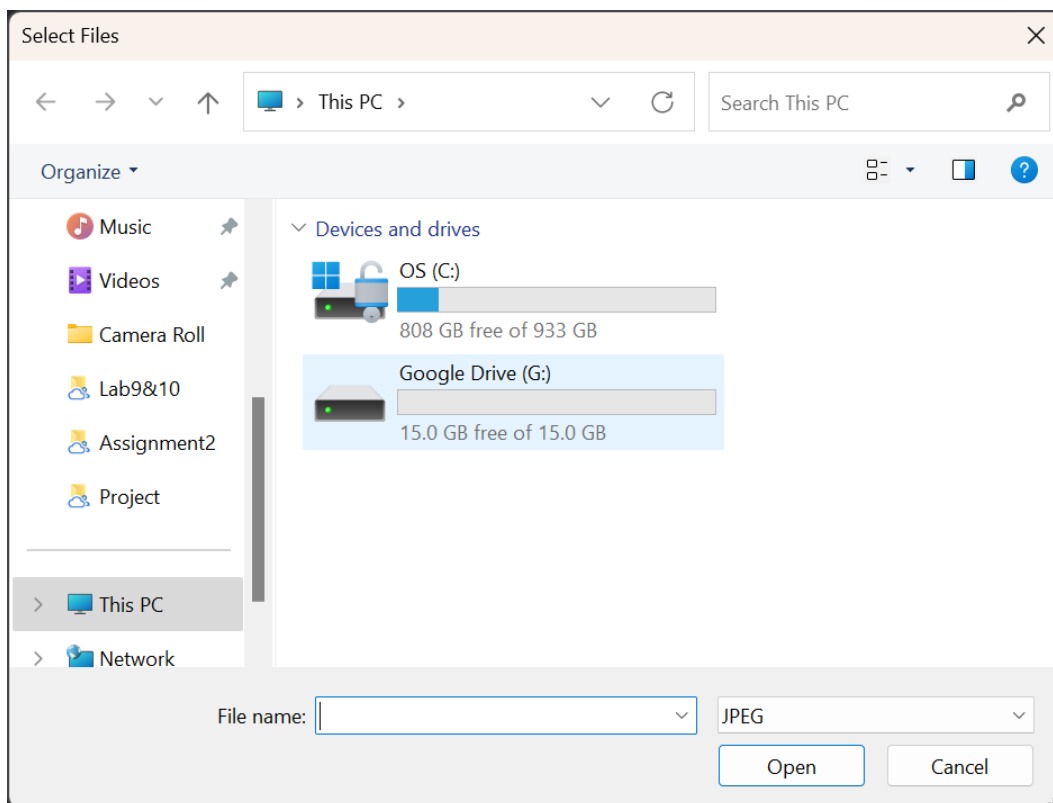 Select Files
This PC
Search This PC
Organize
?
Music
Videos
Camera Roll
Lab9&10
Assignment2
Project
This PC
Network
Devices and drives
OS (C:)
808 GB free of 933 GB
Google Drive (G:)
15.0 GB free of 15.0 GB
File name:
JPEG
Open
Cancel